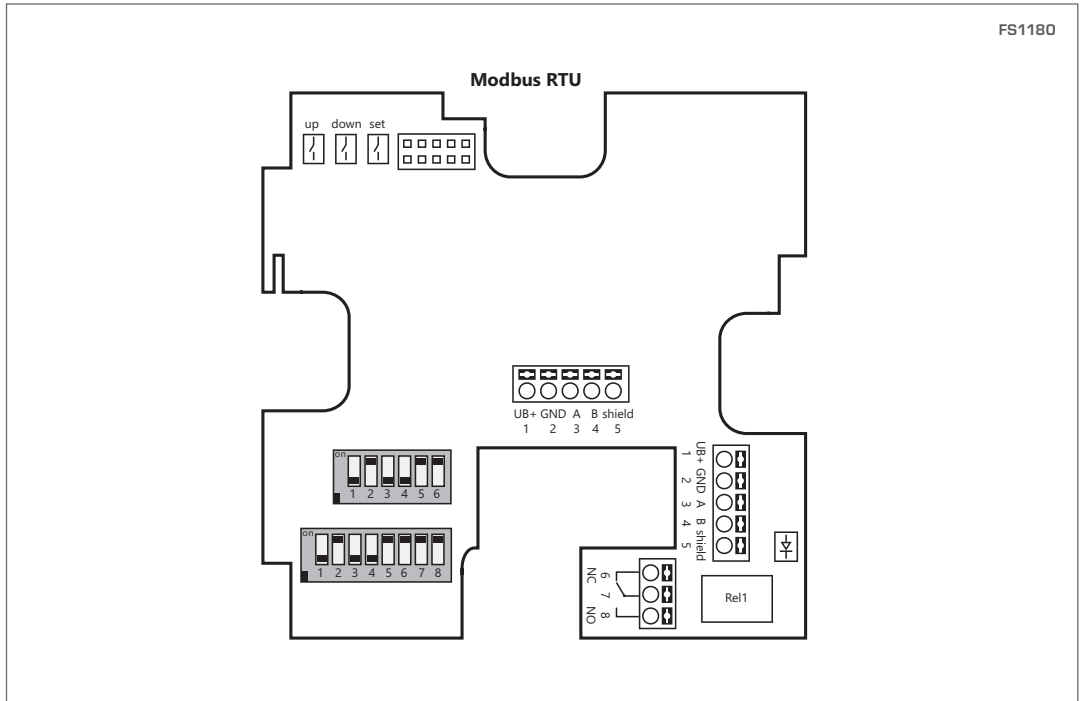 FS1180
Modbus RTU
up down set
UB+ GND A B shield
1 2 3 4 5
on
1 2 3 4 5 6
on
1 2 3 4 5 6 7 8
UB+ GND A B shield
1 2 3 4 5
NC NO
6 7 8
Rel1